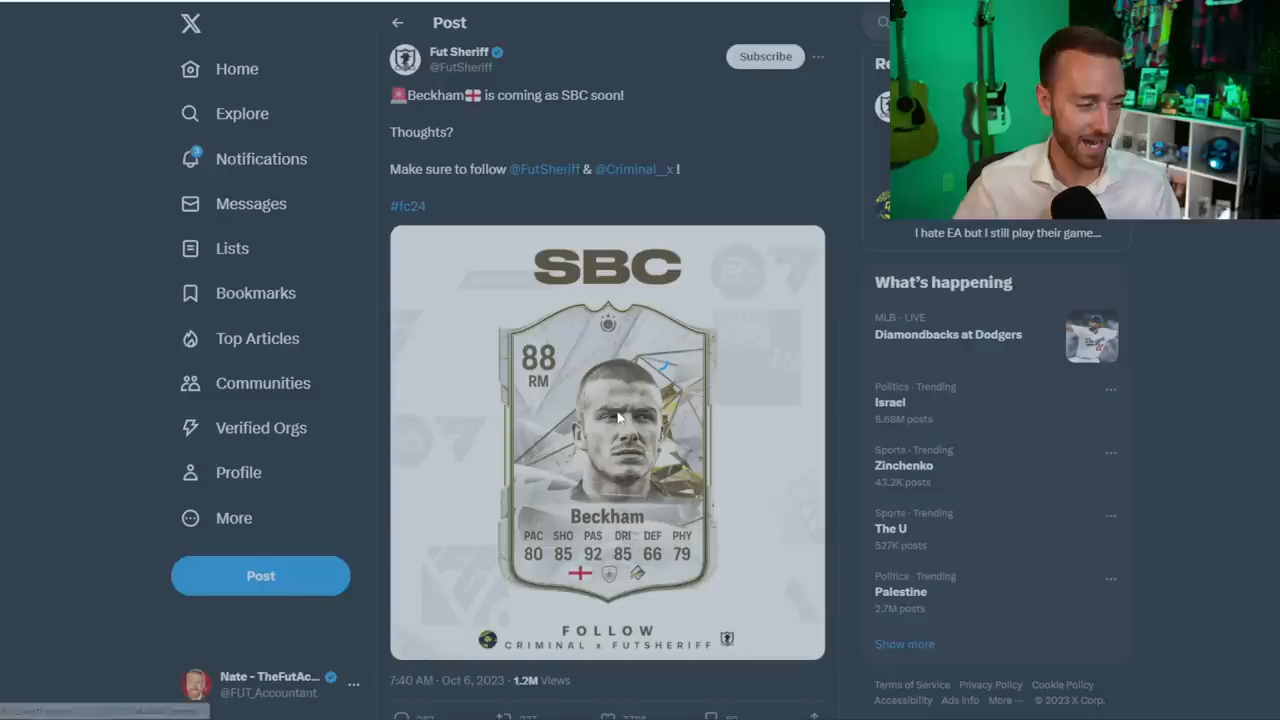 Post
Fut Sheriff
@FutSheriff
Subscribe
🚨Beckham🏴󠁧󠁢󠁥󠁮󠁧󠁿 is coming as SBC soon!
Thoughts?
Make sure to follow @FutSheriff & @Criminal__x !
#fc24
SBC
88
RM
Beckham
PAC SHO PAS DRI DEF PHY
80 85 92 85 66 79
FOLLOW
CRIMINAL x FUTSHERIFF
7:40 AM · Oct 6, 2023 · 1.2M Views
Home
Explore
3
Notifications
Messages
Lists
Bookmarks
Top Articles
Communities
Verified Orgs
Profile
More
Post
Nate - TheFutAc...
@FUT_Accountant
I hate EA but I still play their game...
What's happening
MLB · LIVE
Diamondbacks at Dodgers
Politics · Trending
Israel
8.68M posts
Sports · Trending
Zinchenko
43.2K posts
Sports · Trending
The U
527K posts
Politics · Trending
Palestine
2.7M posts
Show more
Terms of Service Privacy Policy Cookie Policy
Accessibility Ads info More ··· © 2023 X Corp.